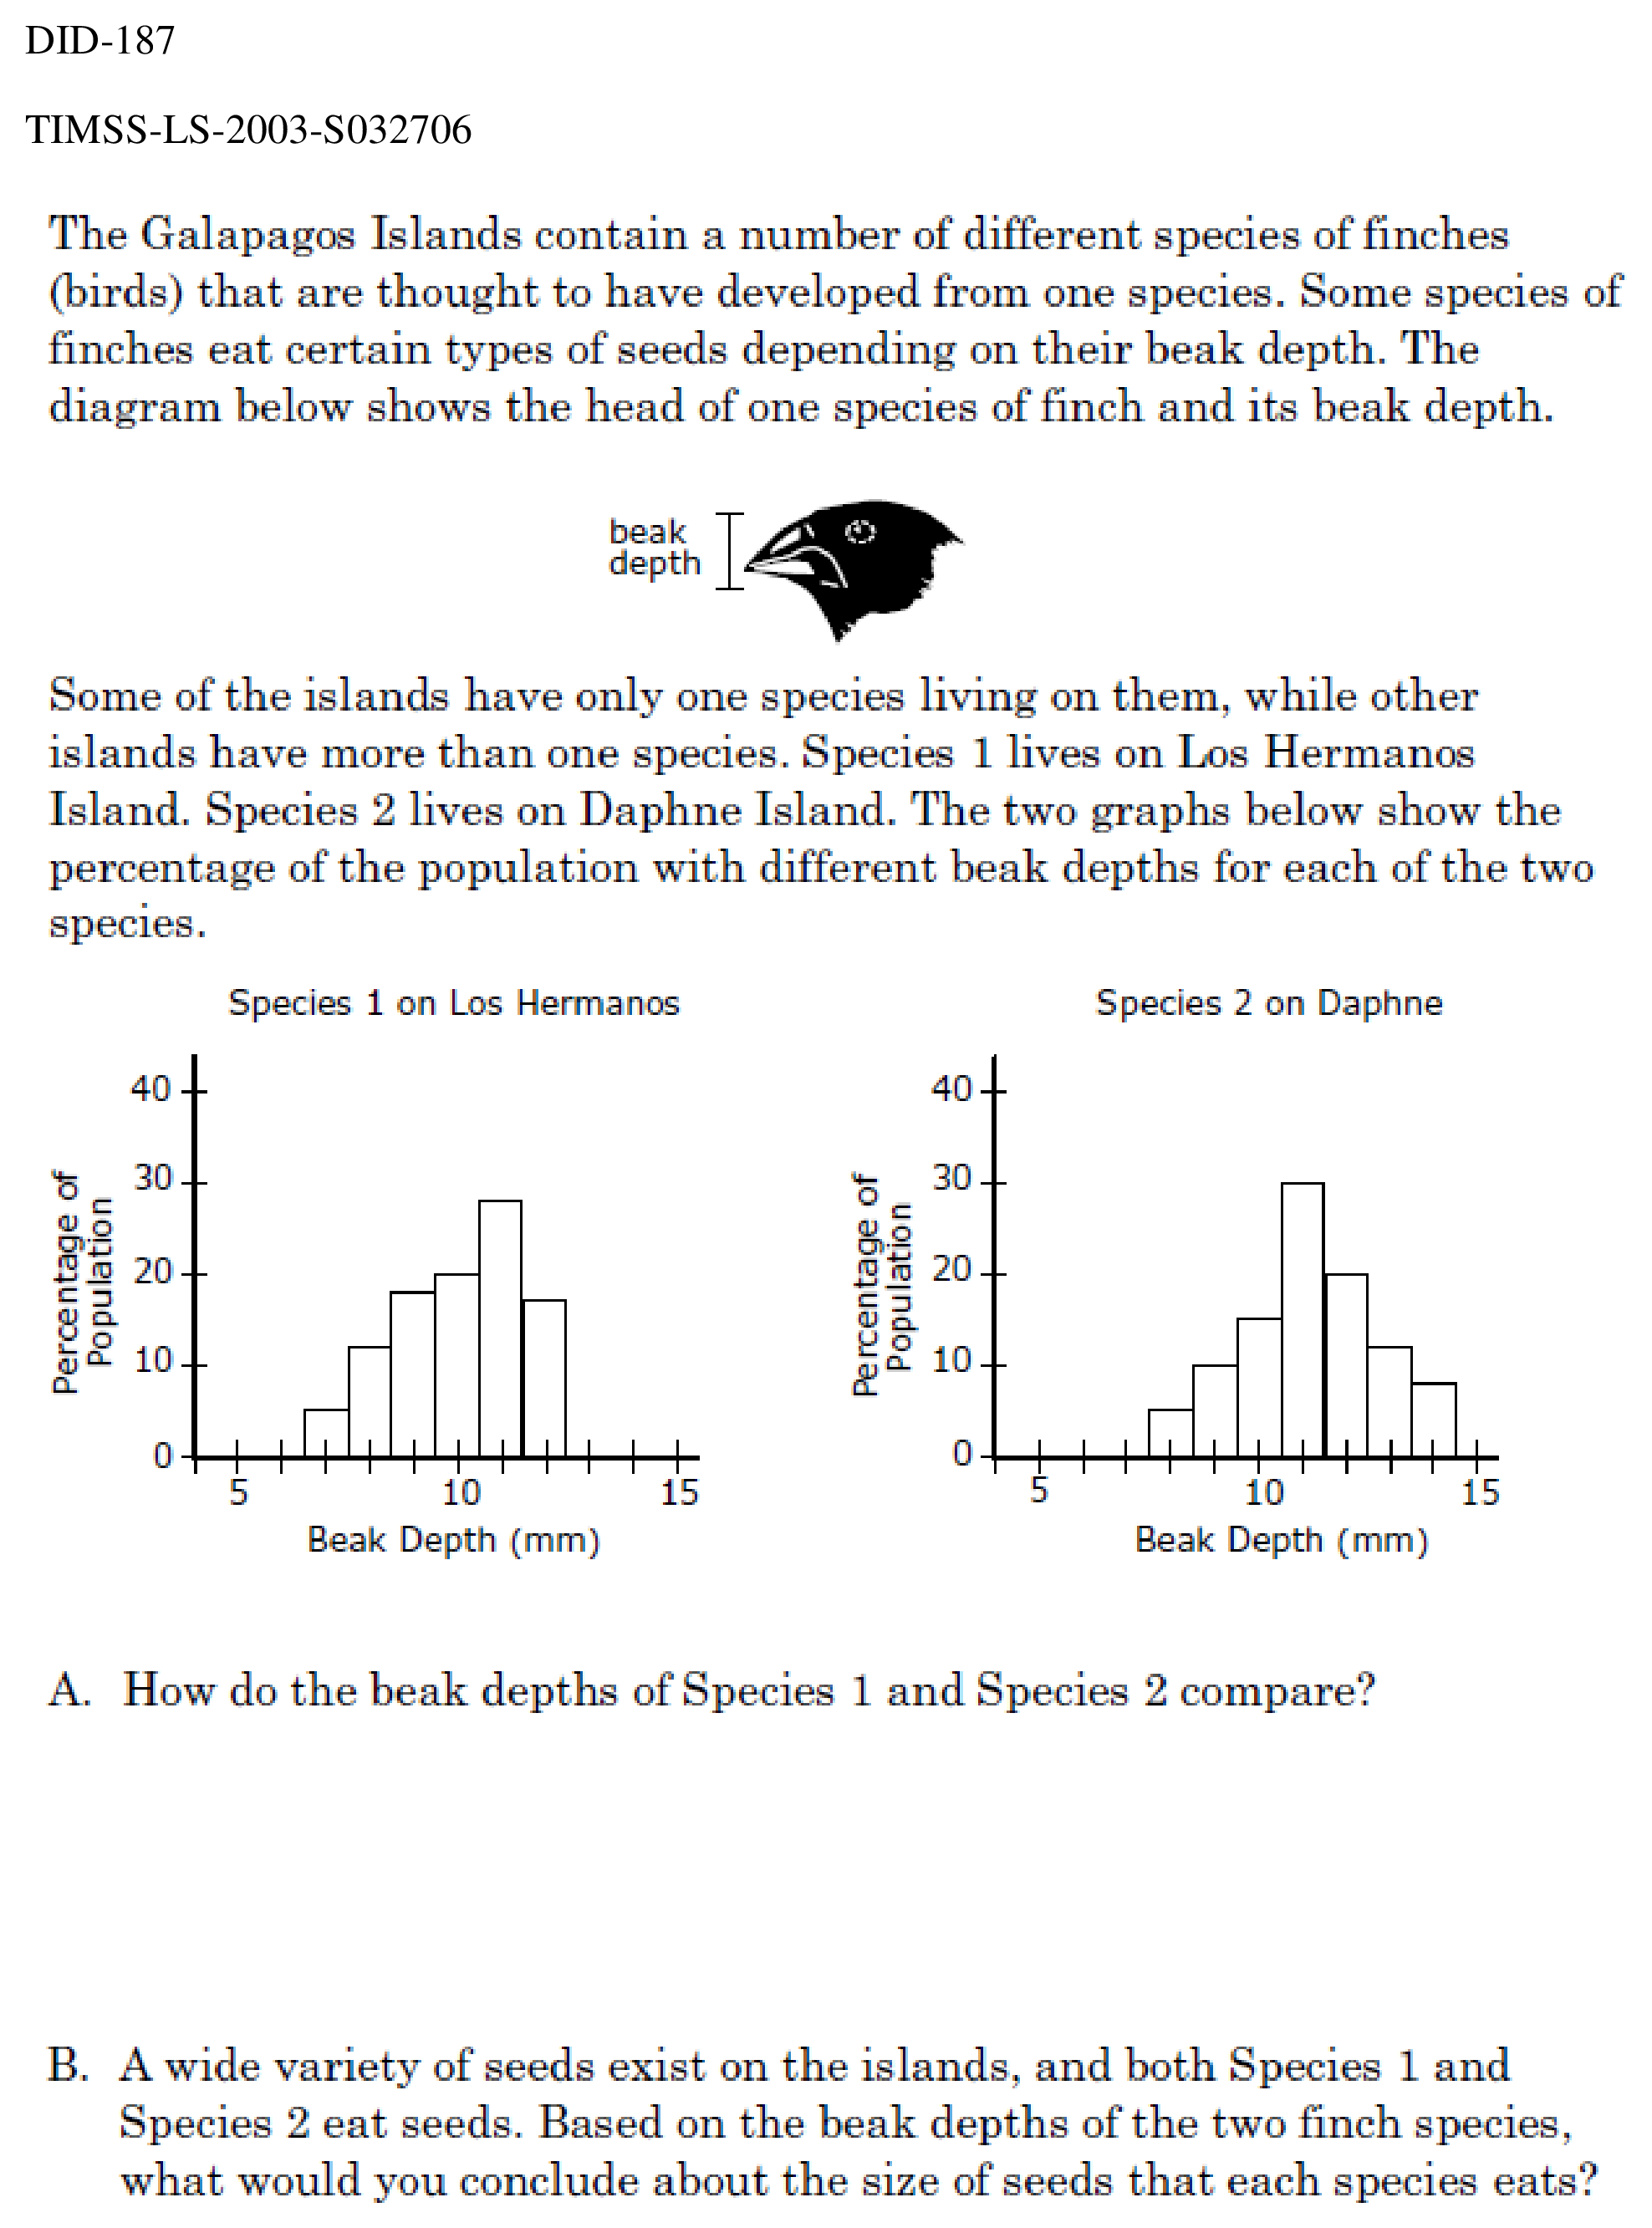 DID-187
TIMSS-LS-2003-S032706
The Galapagos Islands contain a number of different species of finches
(birds) that are thought to have developed from one species. Some species of
finches eat certain types of seeds depending on their beak depth. The
diagram below shows the head of one species of finch and its beak depth.
beak
depth
Some of the islands have only one species living on them, while other
islands have more than one species. Species 1 lives on Los Hermanos
Island. Species 2 lives on Daphne Island. The two graphs below show the
percentage of the population with different beak depths for each of the two
species.
Species 1 on Los Hermanos
Percentage of
Population
40
30
20
10
0
5 10 15
Beak Depth (mm)
Species 2 on Daphne
Percentage of
Population
40
30
20
10
0
5 10 15
Beak Depth (mm)
A. How do the beak depths of Species 1 and Species 2 compare?
B. A wide variety of seeds exist on the islands, and both Species 1 and
Species 2 eat seeds. Based on the beak depths of the two finch species,
what would you conclude about the size of seeds that each species eats?